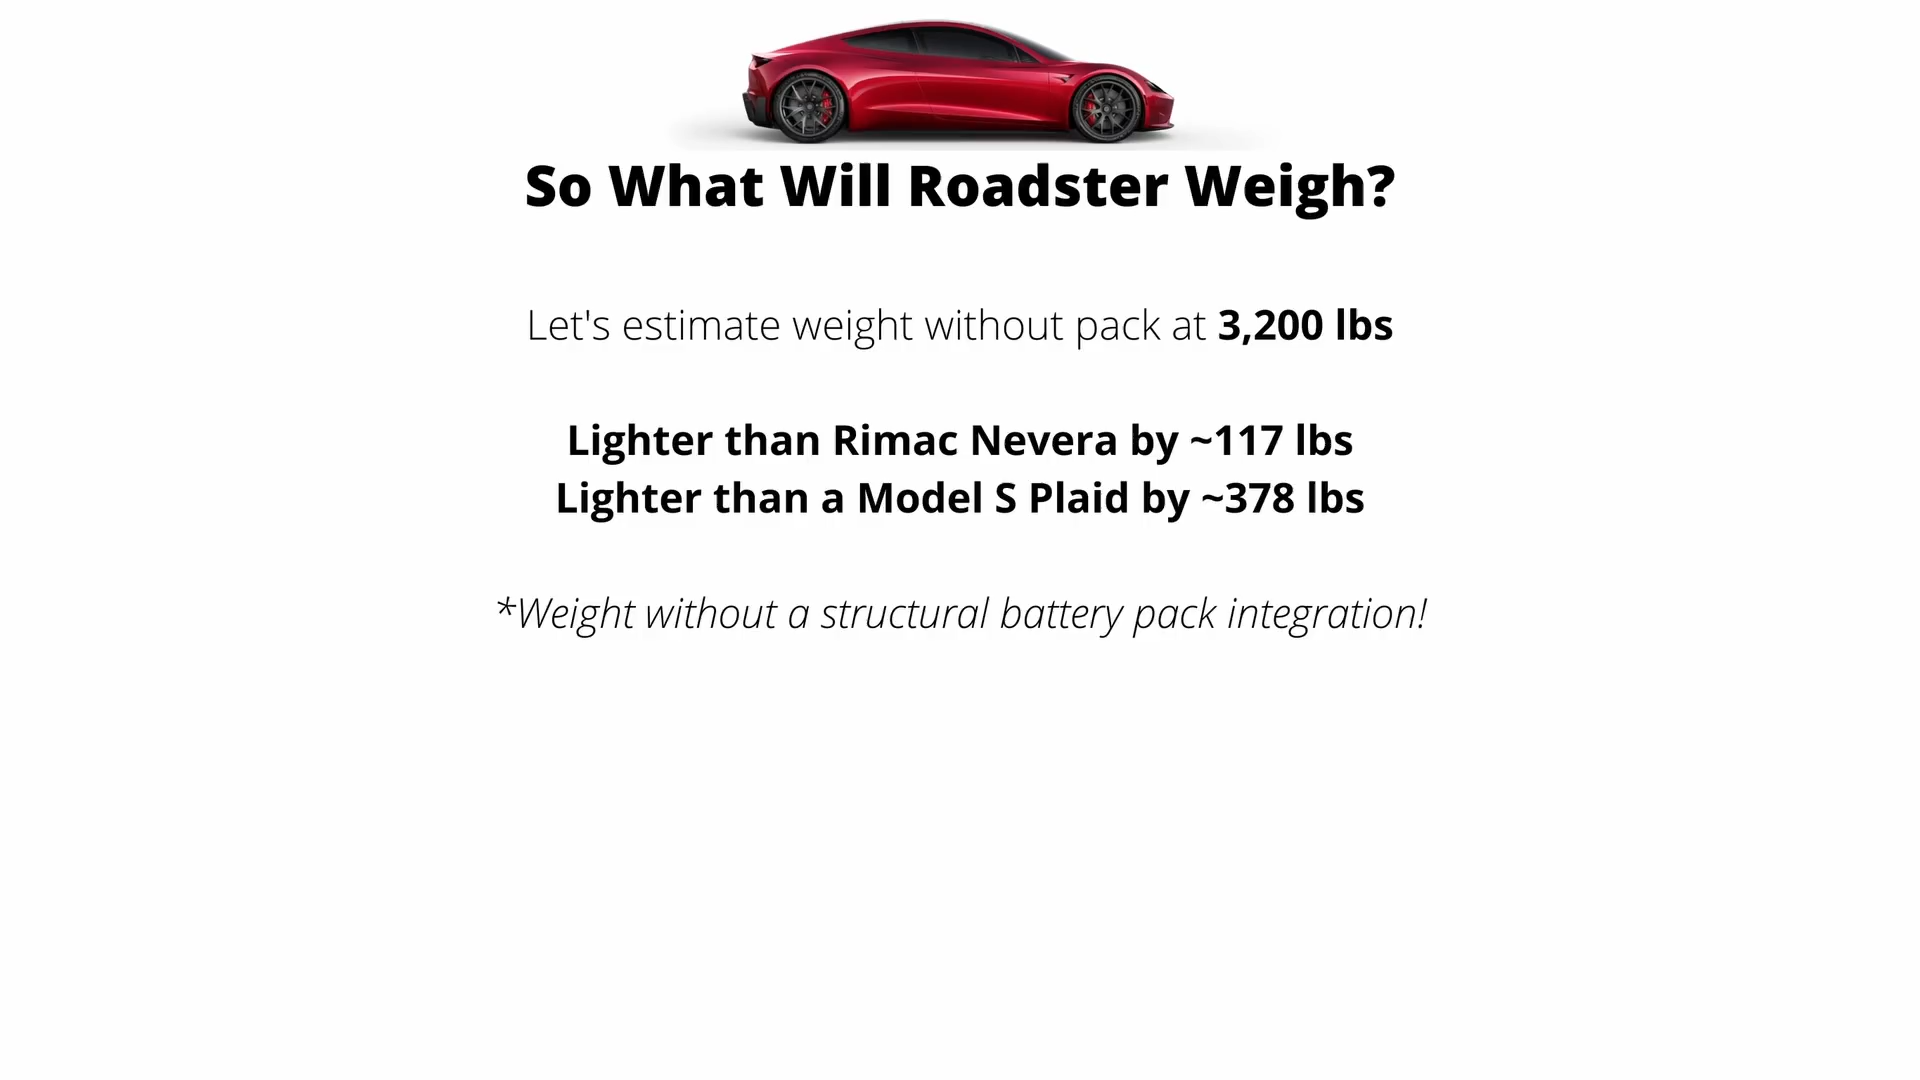 So What Will Roadster Weigh?
Let's estimate weight without pack at 3,200 lbs
Lighter than Rimac Nevera by ~117 lbs
Lighter than a Model S Plaid by ~378 lbs
*Weight without a structural battery pack integration!